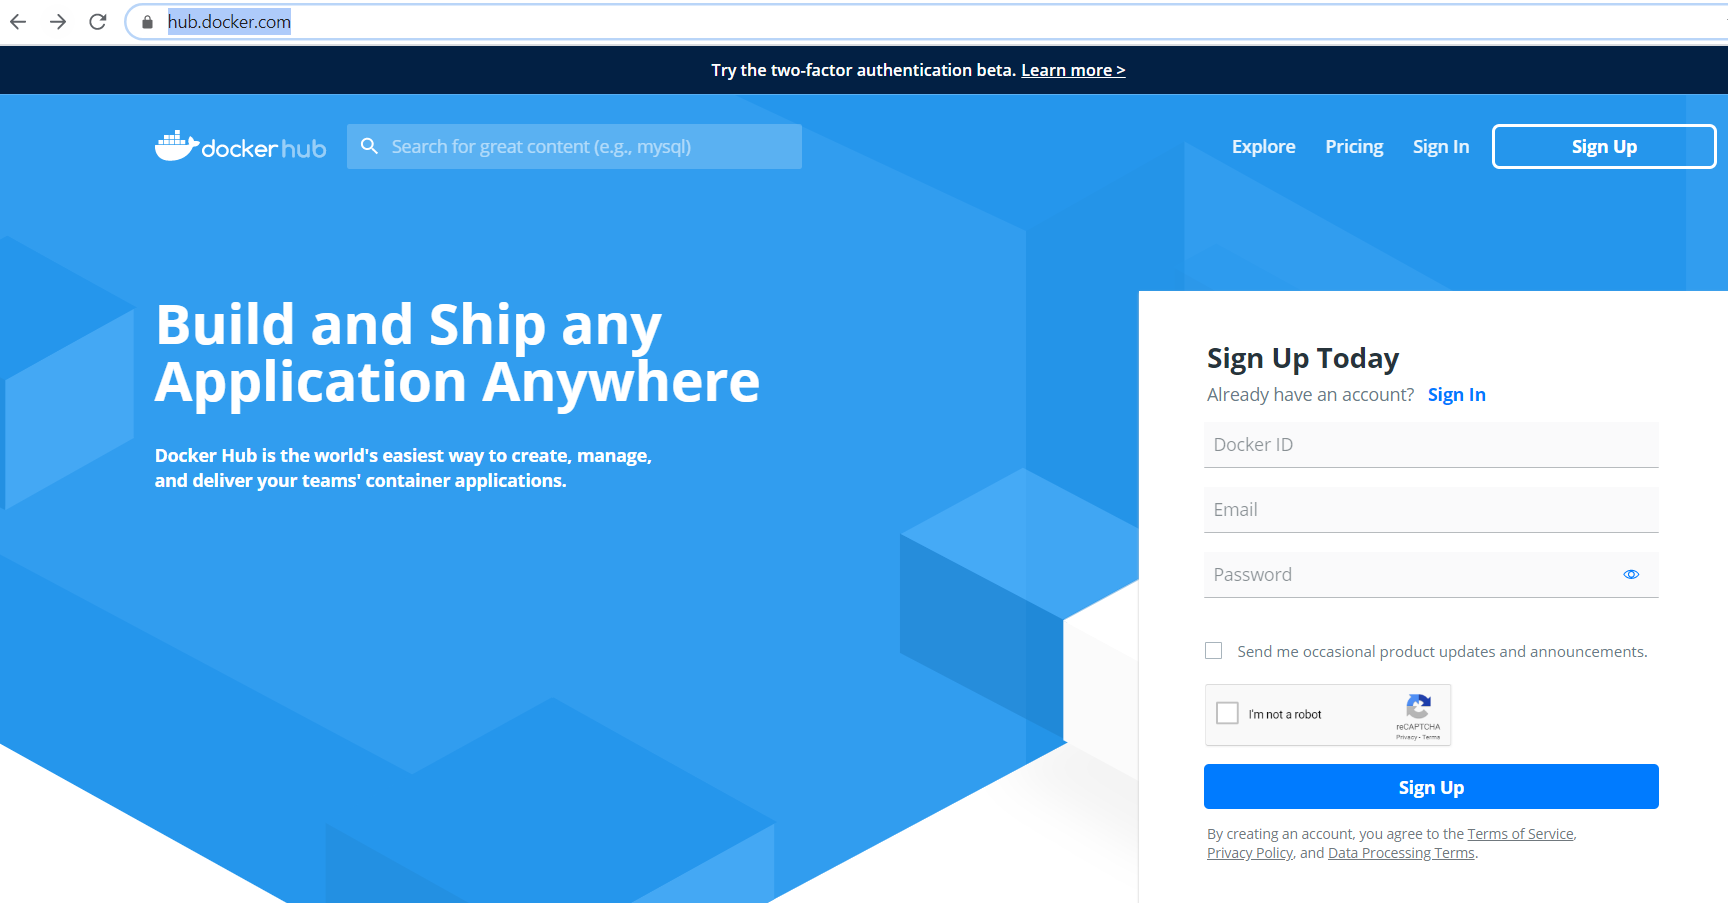 hub.docker.com
Try the two-factor authentication beta. Learn more >
docker hub
Search for great content (e.g., mysql)
Explore
Pricing
Sign In
Sign Up
Build and Ship any
Application Anywhere
Docker Hub is the world's easiest way to create, manage,
and deliver your teams' container applications.
Sign Up Today
Already have an account? Sign In
Docker ID
Email
Password
Send me occasional product updates and announcements.
I'm not a robot
reCAPTCHA
Privacy - Terms
Sign Up
By creating an account, you agree to the Terms of Service,
Privacy Policy, and Data Processing Terms.